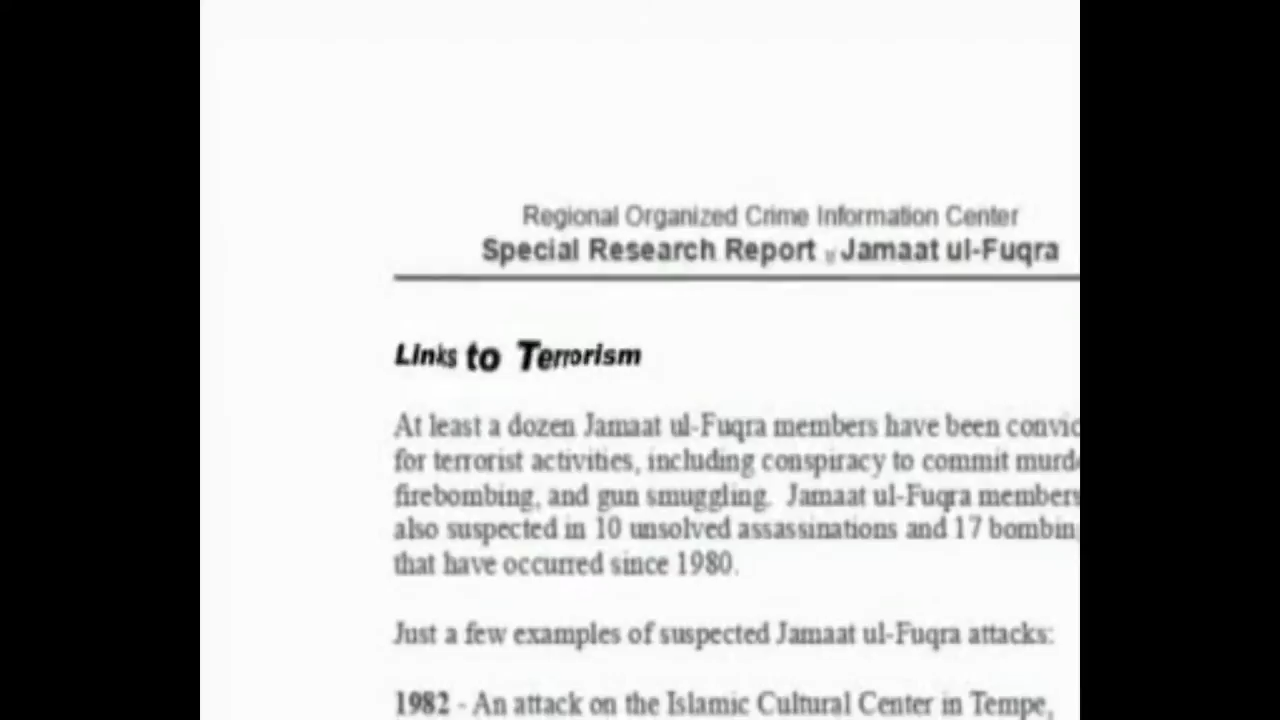 Regional Organized Crime Information Center
Special Research Report Jamaat ul-Fuqra
Links to Terrorism
At least a dozen Jamaat ul-Fuqra members have been convic
for terrorist activities, including conspiracy to commit murd
firebombing, and gun smuggling. Jamaat ul-Fuqra members
also suspected in 10 unsolved assassinations and 17 bombin
that have occurred since 1980.
Just a few examples of suspected Jamaat ul-Fuqra attacks:
1982 - An attack on the Islamic Cultural Center in Tempe,